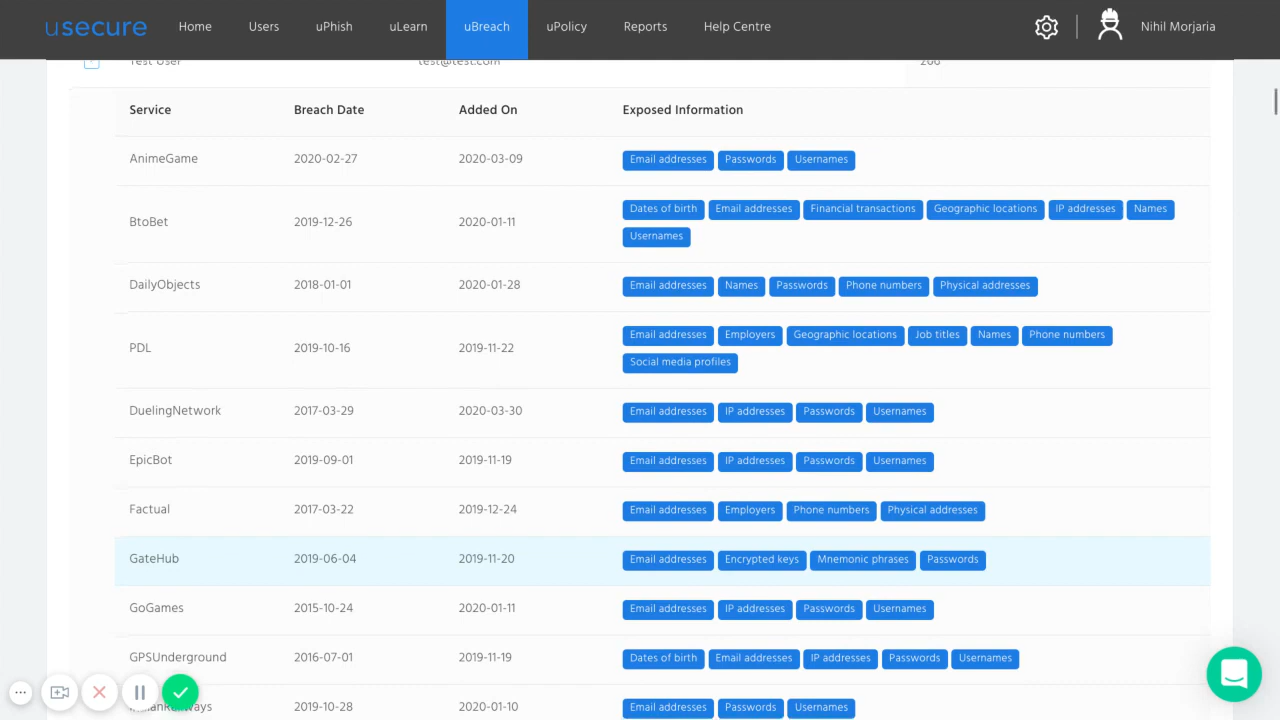 usecure Home Users uPhish uLearn uBreach uPolicy Reports Help Centre Nihil Morjaria
Test User test@test.com 200
Service Breach Date Added On Exposed Information
AnimeGame 2020-02-27 2020-03-09 Email addresses Passwords Usernames
BtoBet 2019-12-26 2020-01-11 Dates of birth Email addresses Financial transactions Geographic locations IP addresses Names
Usernames
DailyObjects 2018-01-01 2020-01-28 Email addresses Names Passwords Phone numbers Physical addresses
PDL 2019-10-16 2019-11-22 Email addresses Employers Geographic locations Job titles Names Phone numbers
Social media profiles
DuelingNetwork 2017-03-29 2020-03-30 Email addresses IP addresses Passwords Usernames
EpicBot 2019-09-01 2019-11-19 Email addresses IP addresses Passwords Usernames
Factual 2017-03-22 2019-12-24 Email addresses Employers Phone numbers Physical addresses
GateHub 2019-06-04 2019-11-20 Email addresses Encrypted keys Mnemonic phrases Passwords
GoGames 2015-10-24 2020-01-11 Email addresses IP addresses Passwords Usernames
GPSUnderground 2016-07-01 2019-11-19 Dates of birth Email addresses IP addresses Passwords Usernames
2019-10-28 2020-01-10 Email addresses Passwords Usernames